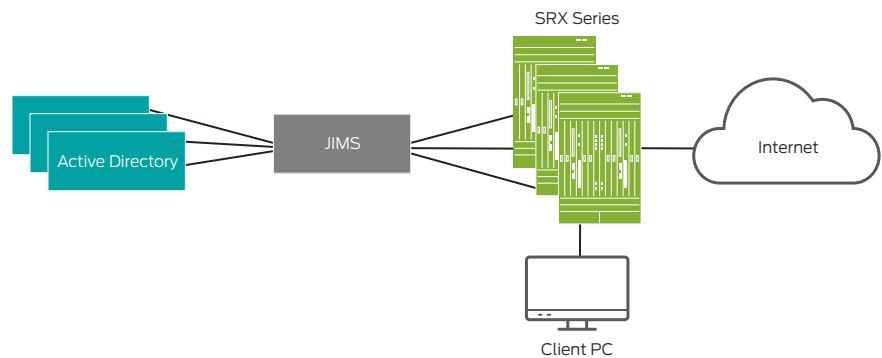 SRX Series
Active Directory
JIMS
Internet
Client PC